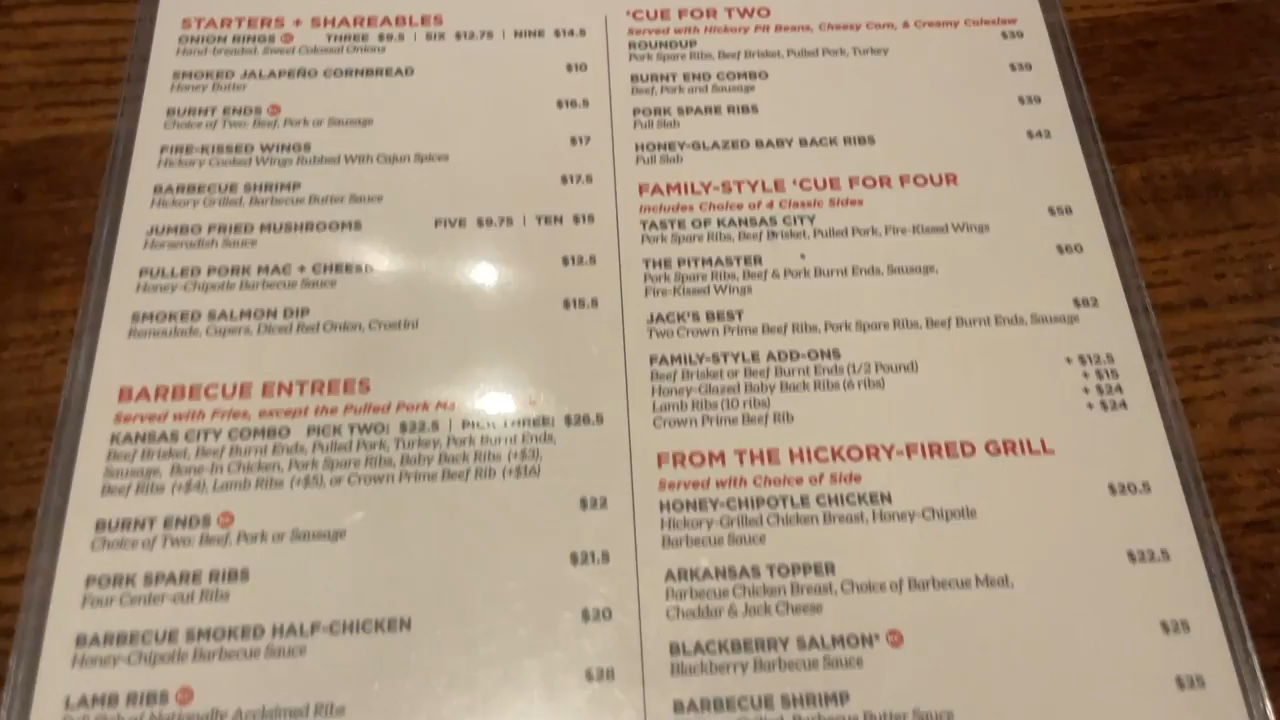 STARTERS + SHAREABLES
ONION RINGS THREE $9.5 | SIX $12.75 | NINE $14.5
Hand-breaded, Sweet Colossal Onions
SMOKED JALAPEÑO CORNBREAD $10
Honey Butter
BURNT ENDS $16.5
Choice of Two: Beef, Pork or Sausage
FIRE-KISSED WINGS $17
Hickory Cooked Wings Rubbed With Cajun Spices
BARBECUE SHRIMP $17.5
Hickory Grilled, Barbecue Butter Sauce
JUMBO FRIED MUSHROOMS FIVE $9.75 | TEN $15
Horseradish Sauce
PULLED PORK MAC + CHEESE $12.5
Honey-Chipotle Barbecue Sauce
SMOKED SALMON DIP $15.5
Remoulade, Capers, Diced Red Onion, Crostini
BARBECUE ENTREES
Served with Fries, except the Pulled Pork
KANSAS CITY COMBO PICK TWO: $22.5 | PICK THREE: $26.5
Beef Brisket, Beef Burnt Ends, Pulled Pork, Turkey, Pork Burnt Ends,
Sausage, Bone-In Chicken, Pork Spare Ribs, Baby Back Ribs (+$3),
Beef Ribs (+$4), Lamb Ribs (+$5), or Crown Prime Beef Rib (+$16)
BURNT ENDS $22
Choice of Two: Beef, Pork or Sausage
PORK SPARE RIBS $21.5
Four Center-cut Ribs
BARBECUE SMOKED HALF-CHICKEN $20
Honey-Chipotle Barbecue Sauce
LAMB RIBS $38
Full Slab of Nationally Acclaimed Ribs
'CUE FOR TWO
Served with Hickory Pit Beans, Cheesy Corn, & Creamy Coleslaw
ROUNDUP $39
Pork Spare Ribs, Beef Brisket, Pulled Pork, Turkey
BURNT END COMBO $39
Beef, Pork and Sausage
PORK SPARE RIBS $39
Full Slab
HONEY-GLAZED BABY BACK RIBS $42
Full Slab
FAMILY-STYLE 'CUE FOR FOUR
Includes Choice of 4 Classic Sides
TASTE OF KANSAS CITY $58
Pork Spare Ribs, Beef Brisket, Pulled Pork, Fire-Kissed Wings
THE PITMASTER $60
Pork Spare Ribs, Beef & Pork Burnt Ends, Sausage,
Fire-Kissed Wings
JACK'S BEST $82
Two Crown Prime Beef Ribs, Pork Spare Ribs, Beef Burnt Ends, Sausage
FAMILY-STYLE ADD-ONS
Beef Brisket or Beef Burnt Ends (1/2 Pound) + $12.5
Honey-Glazed Baby Back Ribs (6 ribs) + $15
Lamb Ribs (10 ribs) + $24
Crown Prime Beef Rib + $24
FROM THE HICKORY-FIRED GRILL
Served with Choice of Side
HONEY-CHIPOTLE CHICKEN $20.5
Hickory-Grilled Chicken Breast, Honey-Chipotle
Barbecue Sauce
ARKANSAS TOPPER $22.5
Barbecue Chicken Breast, Choice of Barbecue Meat,
Cheddar & Jack Cheese
BLACKBERRY SALMON* $25
Blackberry Barbecue Sauce
BARBECUE SHRIMP $25
Grilled, Barbecue Butter Sauce